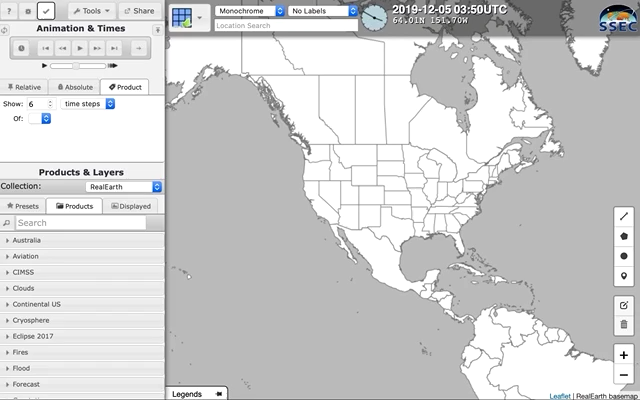 ? Tools Share
Monochrome No Labels 2019-12-05 03:50UTC
64.01N 151.70W
Location Search
SSEC
Animation & Times
Relative Absolute Product
Show: 6 time steps
Of:
Products & Layers
Collection: RealEarth
Presets Products Displayed
Search
Australia
Aviation
CIMSS
Clouds
Continental US
Cryosphere
Eclipse 2017
Fires
Flood
Forecast
Legends
+
−
Leaflet | RealEarth basemap